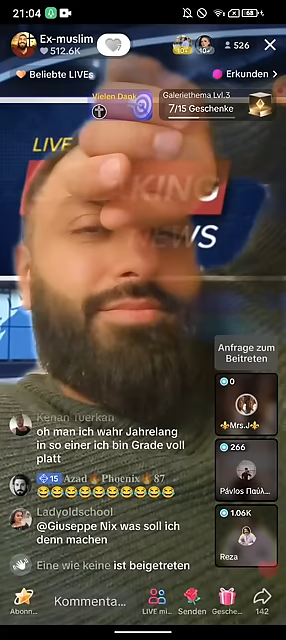 21:04
68
Ex-muslim
512.6K
526
Beliebte LIVEs
Erkunden >
Vielen Dank
Galeriethema Lvl.3
7/15 Geschenke
LIVE
KING
NEWS
Anfrage zum
Beitreten
0
⚜Mrs.J⚜
266
Pávlos Παύλ...
1.06K
Reza
Kenan Tuerkan
oh man ich wahr Jahrelang
in so einer ich bin Grade voll
platt
15 Azad🔥Phœnix🔥87
😂😂😂😂😂😂😂😂😂😂
Ladyoldschool
@Giuseppe Nix was soll ich
denn machen
Eine wie keine ist beigetreten
Abonn...
Kommenta...
LIVE mi...
Senden
Gesche...
142